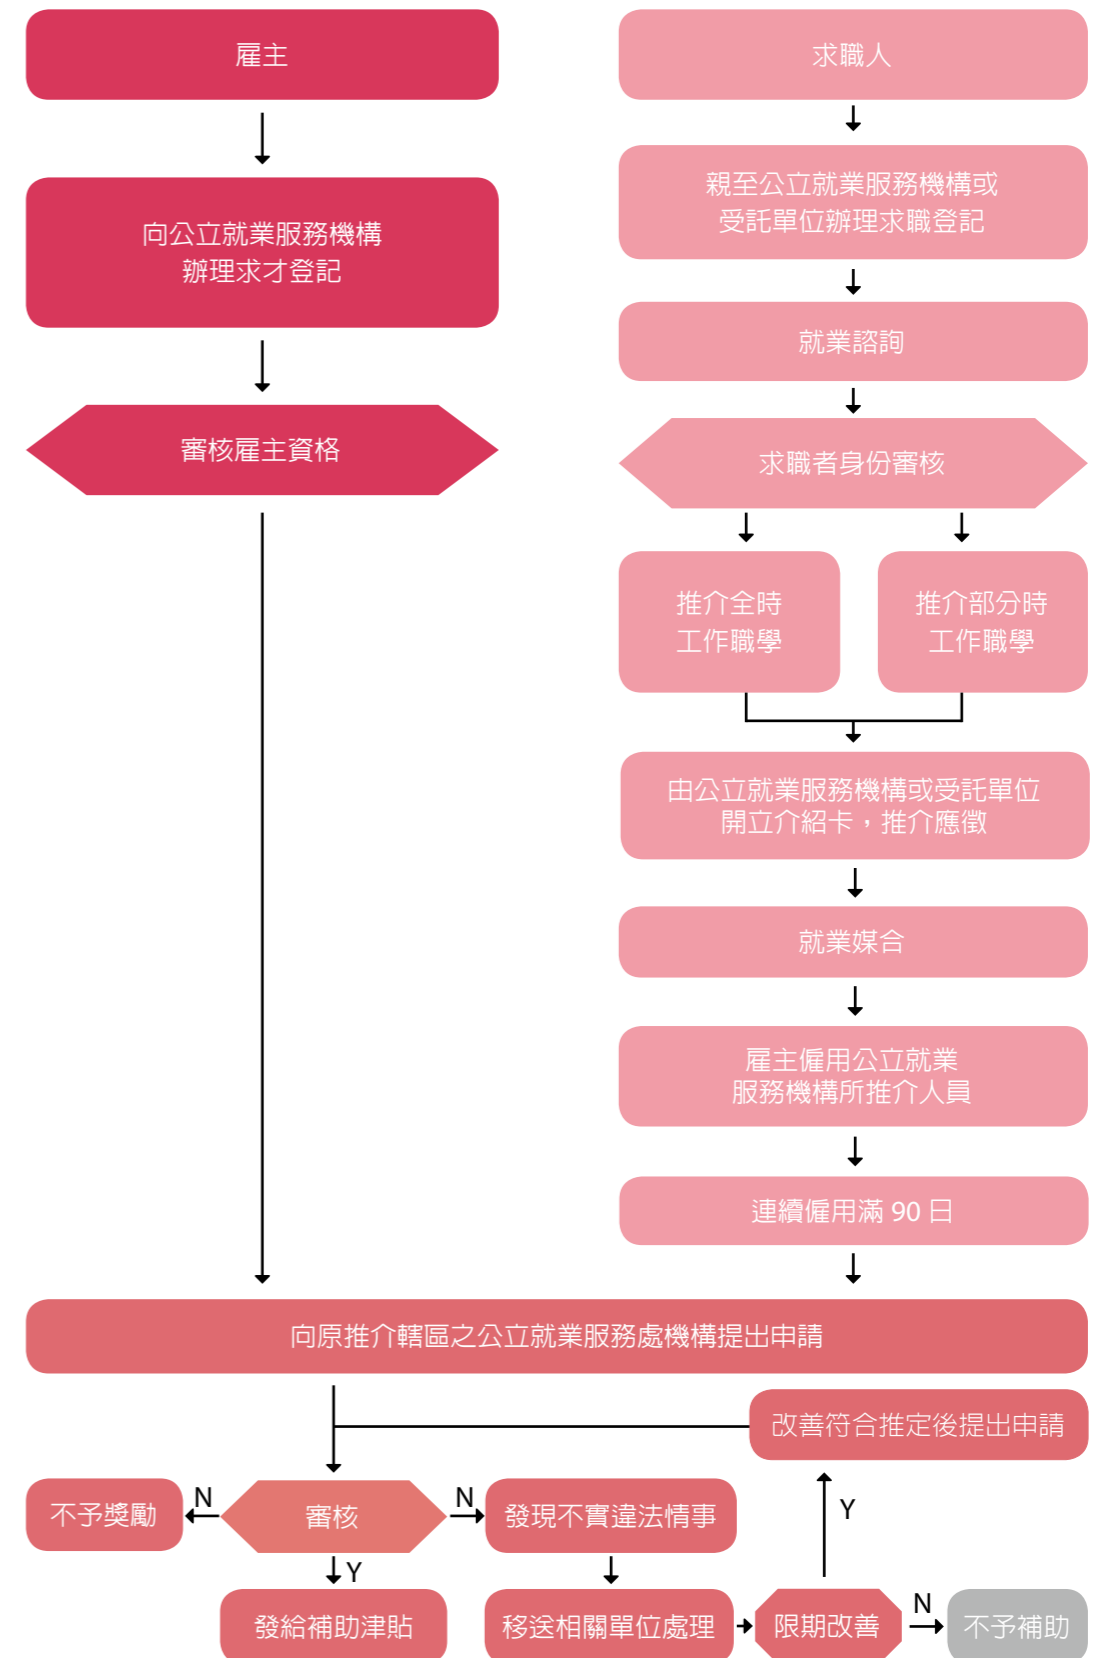 雇主
向公立就業服務機構
辦理求才登記
審核雇主資格
求職人
親至公立就業服務機構或
受託單位辦理求職登記
就業諮詢
求職者身份審核
推介全時
工作職學
推介部分時
工作職學
由公立就業服務機構或受託單位
開立介紹卡，推介應徵
就業媒合
雇主僱用公立就業
服務機構所推介人員
連續僱用滿 90 日
向原推介轄區之公立就業服務處機構提出申請
改善符合推定後提出申請
不予獎勵
N
審核
N
發現不實違法情事
Y
Y
發給補助津貼
移送相關單位處理
限期改善
N
不予補助